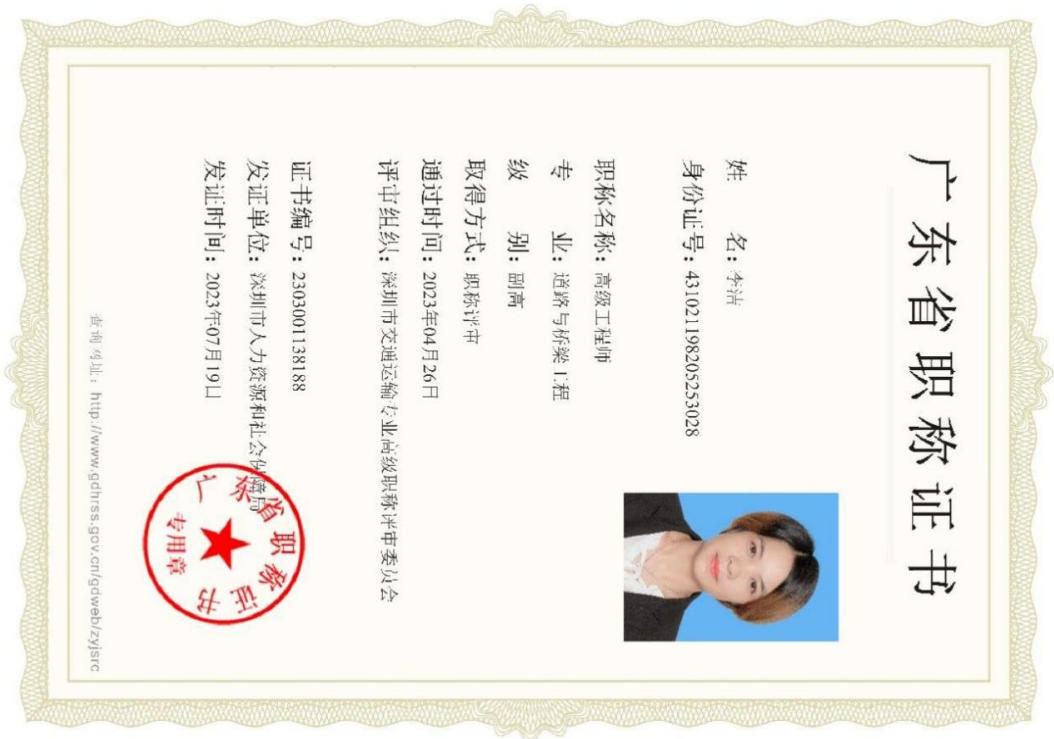 广东省职称证书
姓 名：李洁
身份证号：431021198205253028
职称名称：高级工程师
专 业：道路与桥梁工程
级 别：副高
取得方式：职称评审
通过时间：2023年04月26日
评审组织：深圳市交通运输专业高级职称评审委员会
证书编号：2303001138188
发证单位：深圳市人力资源和社会保障局
发证时间：2023年07月19日
广东省职称证书
专用章
查询网址：http://www.gdhrss.gov.cn/gdweb/zyjsrc